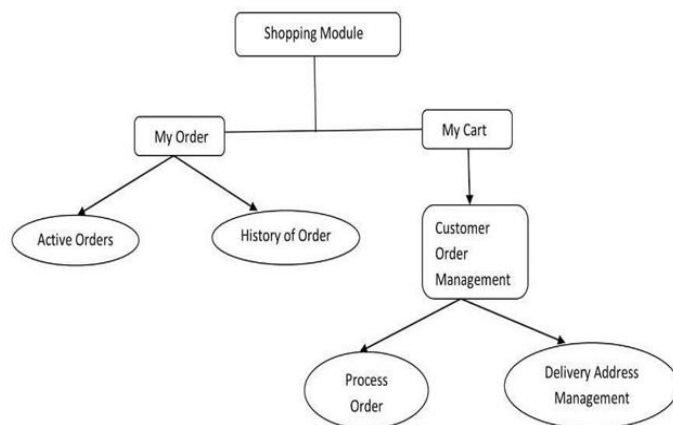 Shopping Module
My Order
My Cart
Active Orders
History of Order
Customer
Order
Management
Process
Order
Delivery Address
Management